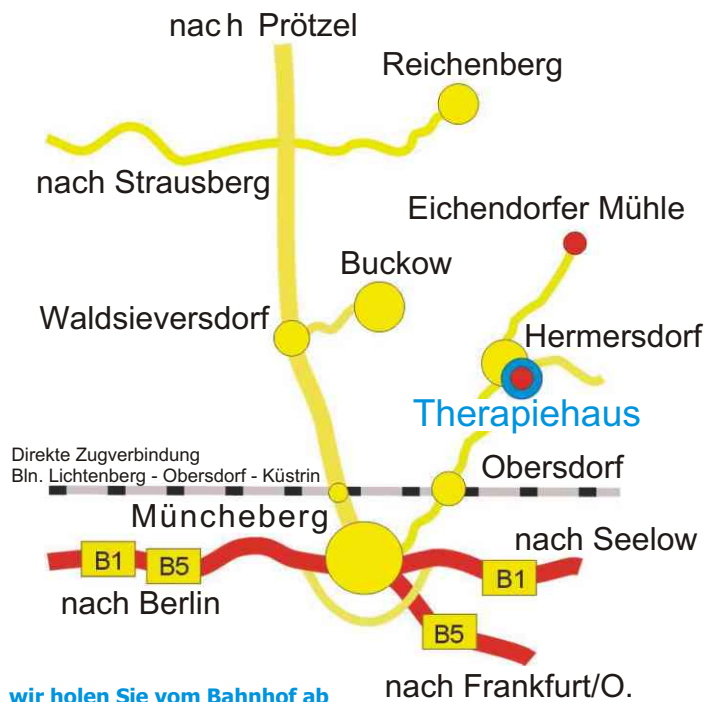 nach Prötzel
Reichenberg
nach Strausberg
Eichendorfer Mühle
Buckow
Waldsieversdorf
Hermersdorf
Therapiehaus
Direkte Zugverbindung
Bln. Lichtenberg - Obersdorf - Küstrin
Obersdorf
Müncheberg
nach Seelow
B1
B5
B1
nach Berlin
B5
nach Frankfurt/O.
wir holen Sie vom Bahnhof ab